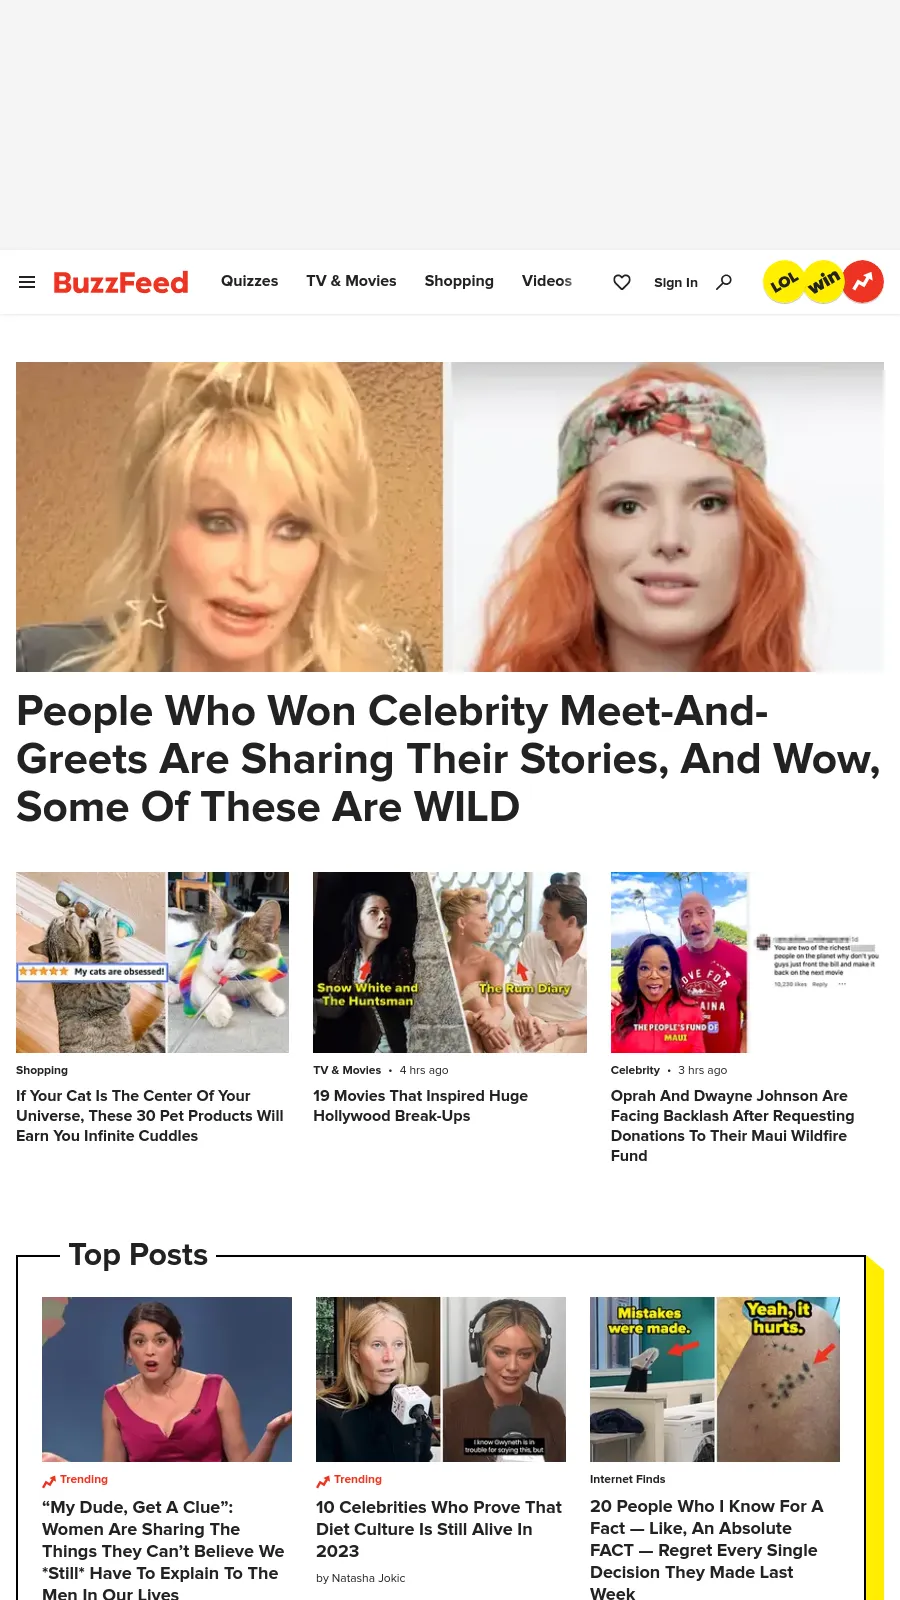 BuzzFeed
Quizzes
TV & Movies
Shopping
Videos
Sign In
LOL
win
People Who Won Celebrity Meet-And-
Greets Are Sharing Their Stories, And Wow,
Some Of These Are WILD
My cats are obsessed!
Shopping
If Your Cat Is The Center Of Your
Universe, These 30 Pet Products Will
Earn You Infinite Cuddles
Snow White and
The Huntsman
The Rum Diary
TV & Movies • 4 hrs ago
19 Movies That Inspired Huge
Hollywood Break-Ups
THE PEOPLE'S FUND OF
MAUI
You are two of the richest
people on the planet why don't you
guys just front the bill and make it
back on the next movie
10,230 likes Reply ...
Celebrity • 3 hrs ago
Oprah And Dwayne Johnson Are
Facing Backlash After Requesting
Donations To Their Maui Wildfire
Fund
Top Posts
Trending
“My Dude, Get A Clue”:
Women Are Sharing The
Things They Can’t Believe We
*Still* Have To Explain To The
Men In Our Lives
I know Gwyneth is in
trouble for saying this, but
Trending
10 Celebrities Who Prove That
Diet Culture Is Still Alive In
2023
by Natasha Jokic
Mistakes
were made.
Yeah, it
hurts.
Internet Finds
20 People Who I Know For A
Fact — Like, An Absolute
FACT — Regret Every Single
Decision They Made Last
Week